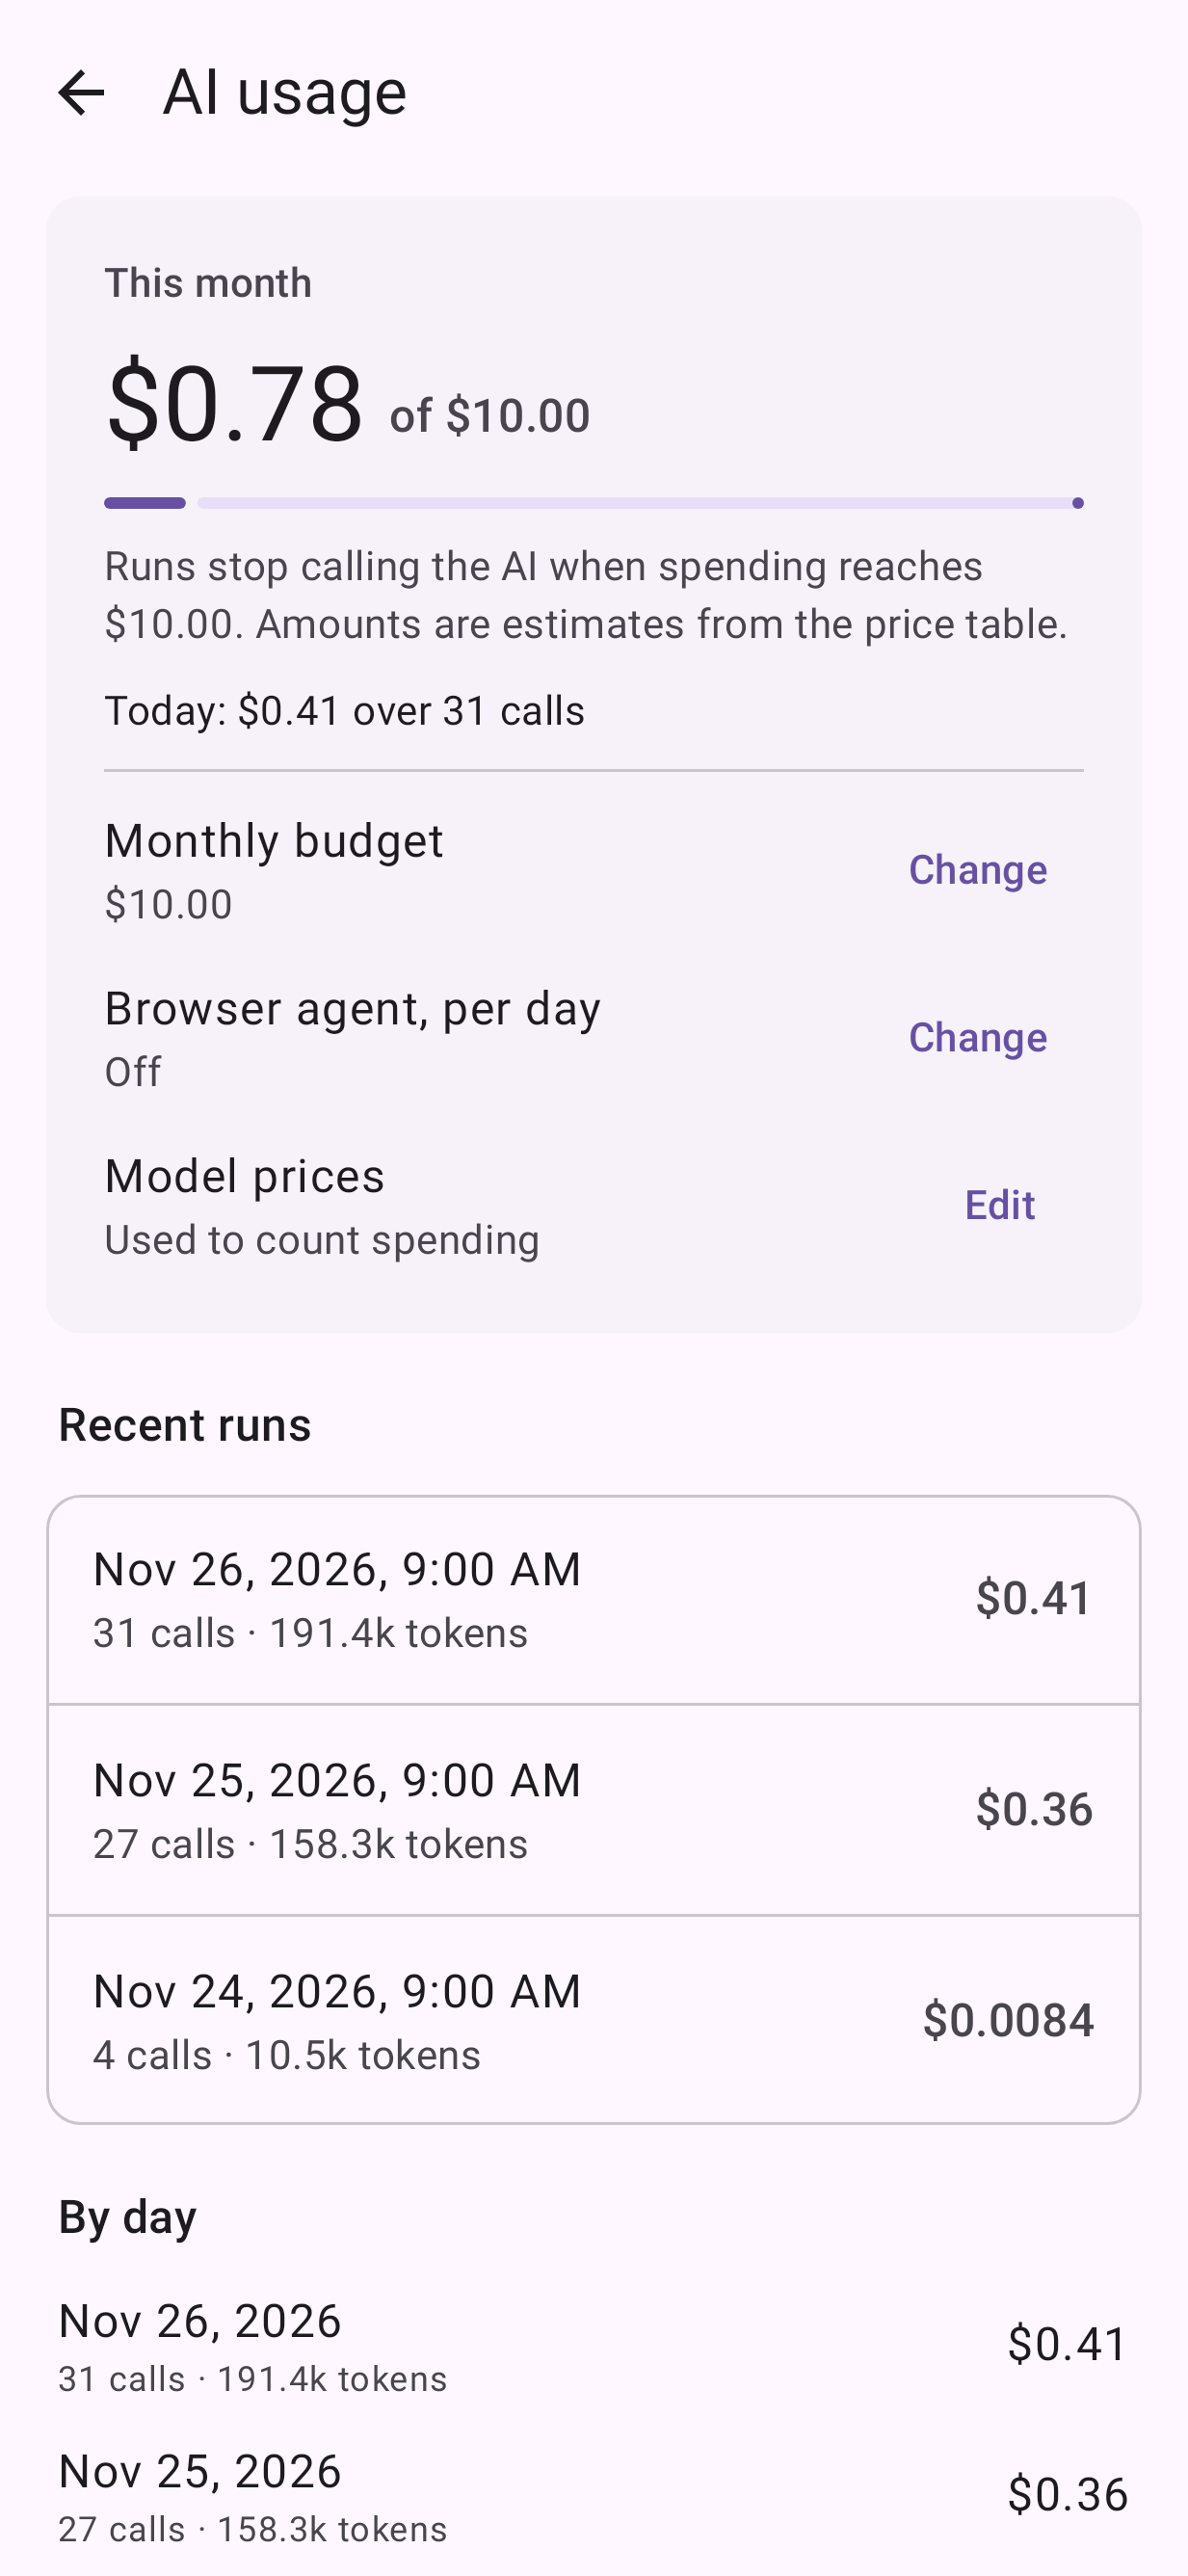 AI usage
This month
$0.78 of $10.00
Runs stop calling the AI when spending reaches
$10.00. Amounts are estimates from the price table.
Today: $0.41 over 31 calls
Monthly budget
$10.00
Change
Browser agent, per day
Off
Change
Model prices
Used to count spending
Edit
Recent runs
Nov 26, 2026, 9:00 AM
31 calls · 191.4k tokens
$0.41
Nov 25, 2026, 9:00 AM
27 calls · 158.3k tokens
$0.36
Nov 24, 2026, 9:00 AM
4 calls · 10.5k tokens
$0.0084
By day
Nov 26, 2026
31 calls · 191.4k tokens
$0.41
Nov 25, 2026
27 calls · 158.3k tokens
$0.36